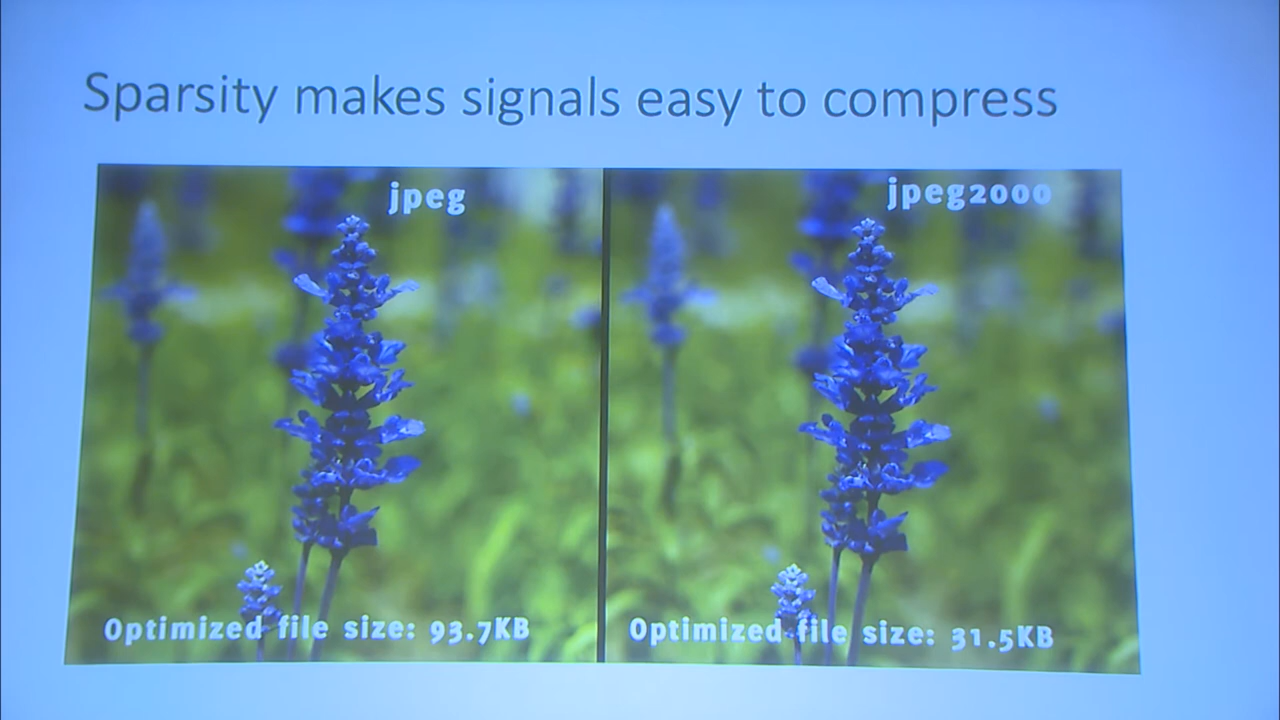 Sparsity makes signals easy to compress
jpeg
jpeg2000
Optimized file size: 93.7KB
Optimized file size: 31.5KB